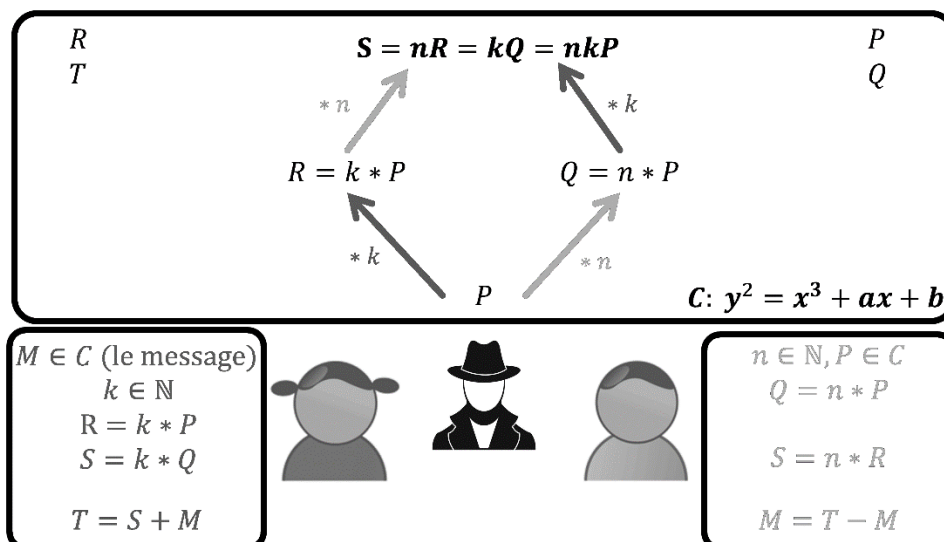 R
T
S = nR = kQ = nkP
P
Q
∗ n
∗ k
R = k ∗ P
Q = n ∗ P
∗ k
∗ n
P
C: y² = x³ + ax + b
M ∈ C (le message)
k ∈ ℕ
R = k ∗ P
S = k ∗ Q
T = S + M
n ∈ ℕ, P ∈ C
Q = n ∗ P
S = n ∗ R
M = T − M